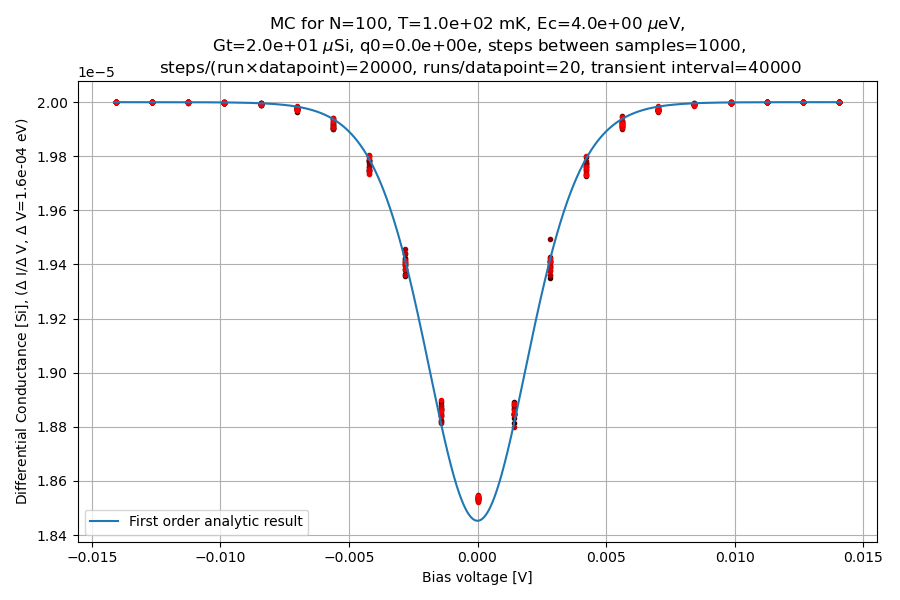 MC for N=100, T=1.0e+02 mK, Ec=4.0e+00 μeV,
Gt=2.0e+01 μSi, q0=0.0e+00e, steps between samples=1000,
steps/(run×datapoint)=20000, runs/datapoint=20, transient interval=40000
1e−5
2.00
1.98
1.96
1.94
1.92
1.90
1.88
1.86
1.84
Differential Conductance [Si], (Δ I/Δ V, Δ V=1.6e-04 eV)
First order analytic result
−0.015 −0.010 −0.005 0.000 0.005 0.010 0.015
Bias voltage [V]